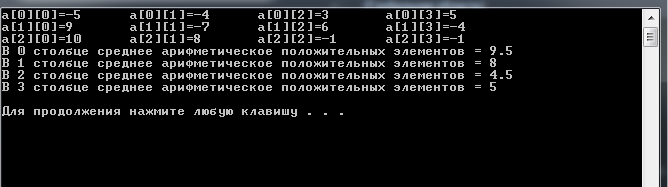 a[0][0]=-5 a[0][1]=-4 a[0][2]=3 a[0][3]=5
a[1][0]=9 a[1][1]=-7 a[1][2]=6 a[1][3]=-4
a[2][0]=10 a[2][1]=8 a[2][2]=-1 a[2][3]=-1
В 0 столбце среднее арифметическое положительных элементов = 9.5
В 1 столбце среднее арифметическое положительных элементов = 8
В 2 столбце среднее арифметическое положительных элементов = 4.5
В 3 столбце среднее арифметическое положительных элементов = 5
Для продолжения нажмите любую клавишу . . .